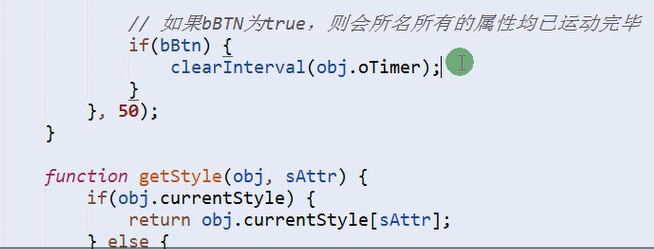 // 如果bBTN为true，则会所名所有的属性均已运动完毕
if(bBtn) {
clearInterval(obj.oTimer);
}
}, 50);
}
function getStyle(obj, sAttr) {
if(obj.currentStyle) {
return obj.currentStyle[sAttr];
} else {